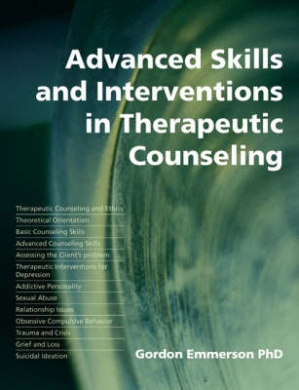 Advanced Skills
and Interventions
in Therapeutic
Counseling
Therapeutic Counseling and Ethics
Theoretical Orientation
Basic Counseling Skills
Advanced Counseling Skills
Assessing the Client's problem
Therapeutic Interventions for
Depression
Addictive Personality
Sexual Abuse
Relationship Issues
Obsessive Compulsive Behavior
Trauma and Crisis
Grief and Loss
Suicidal Ideation
Gordon Emmerson PhD